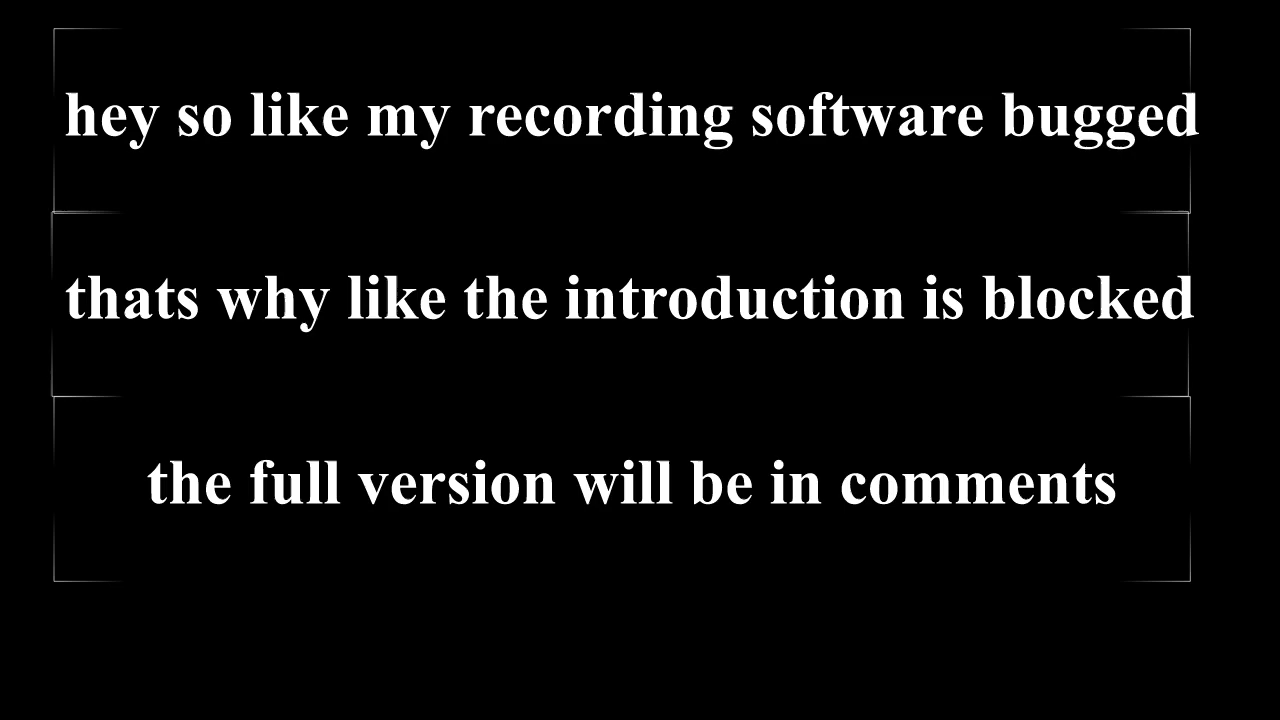 hey so like my recording software bugged
thats why like the introduction is blocked
the full version will be in comments